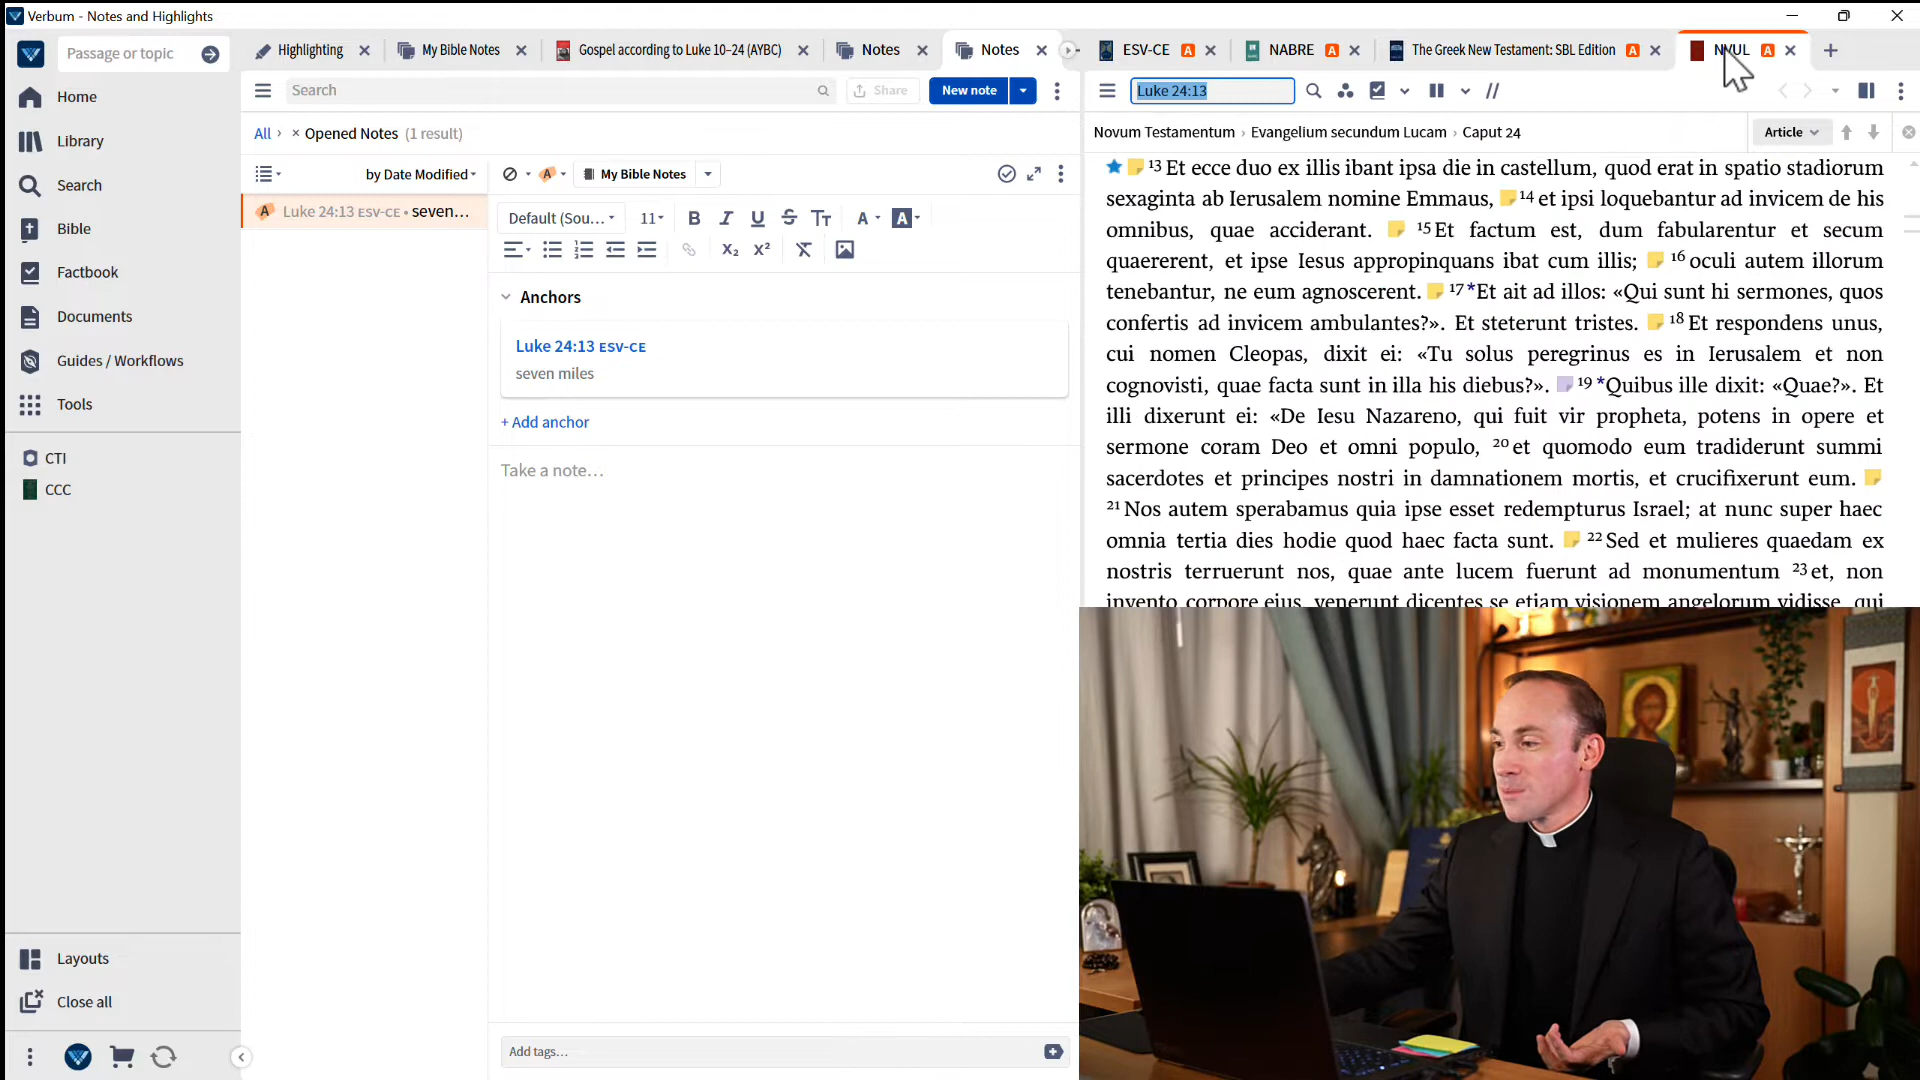 Verbum - Notes and Highlights
Passage or topic
Home
Library
Search
Bible
Factbook
Documents
Guides / Workflows
Tools
CTI
CCC
Layouts
Close all
Highlighting
My Bible Notes
Gospel according to Luke 10–24 (AYBC)
Notes
Notes
Search
Share
New note
All › × Opened Notes (1 result)
by Date Modified
A Luke 24:13 ESV-CE • seven...
My Bible Notes
Default (Sou... 11 B I U S Tt A A
X₂ X²
Anchors
Luke 24:13 ESV-CE
seven miles
+ Add anchor
Take a note...
Add tags...
ESV-CE A
NABRE A
The Greek New Testament: SBL Edition A
NVUL A
Luke 24:13
Novum Testamentum › Evangelium secundum Lucam › Caput 24
Article
13 Et ecce duo ex illis ibant ipsa die in castellum, quod erat in spatio stadiorum
sexaginta ab Ierusalem nomine Emmaus, 14 et ipsi loquebantur ad invicem de his
omnibus, quae acciderant. 15 Et factum est, dum fabularentur et secum
quaererent, et ipse Iesus appropinquans ibat cum illis; 16 oculi autem illorum
tenebantur, ne eum agnoscerent. 17 *Et ait ad illos: «Qui sunt hi sermones, quos
confertis ad invicem ambulantes?». Et steterunt tristes. 18 Et respondens unus,
cui nomen Cleopas, dixit ei: «Tu solus peregrinus es in Ierusalem et non
cognovisti, quae facta sunt in illa his diebus?». 19 *Quibus ille dixit: «Quae?». Et
illi dixerunt ei: «De Iesu Nazareno, qui fuit vir propheta, potens in opere et
sermone coram Deo et omni populo, 20 et quomodo eum tradiderunt summi
sacerdotes et principes nostri in damnationem mortis, et crucifixerunt eum.
21 Nos autem sperabamus quia ipse esset redempturus Israel; at nunc super haec
omnia tertia dies hodie quod haec facta sunt. 22 Sed et mulieres quaedam ex
nostris terruerunt nos, quae ante lucem fuerunt ad monumentum 23 et, non
invento corpore eius, venerunt dicentes se etiam visionem angelorum vidisse, qui